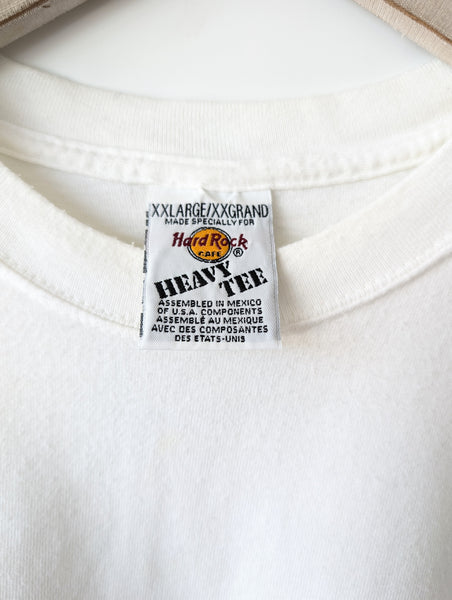 XXLARGE/XXGRAND
MADE SPECIALLY FOR
Hard Rock
CAFE ®
HEAVY
TEE
ASSEMBLED IN MEXICO
OF U.S.A. COMPONENTS
ASSEMBLÉ AU MEXIQUE
AVEC DES COMPOSANTES
DES ETATS-UNIS